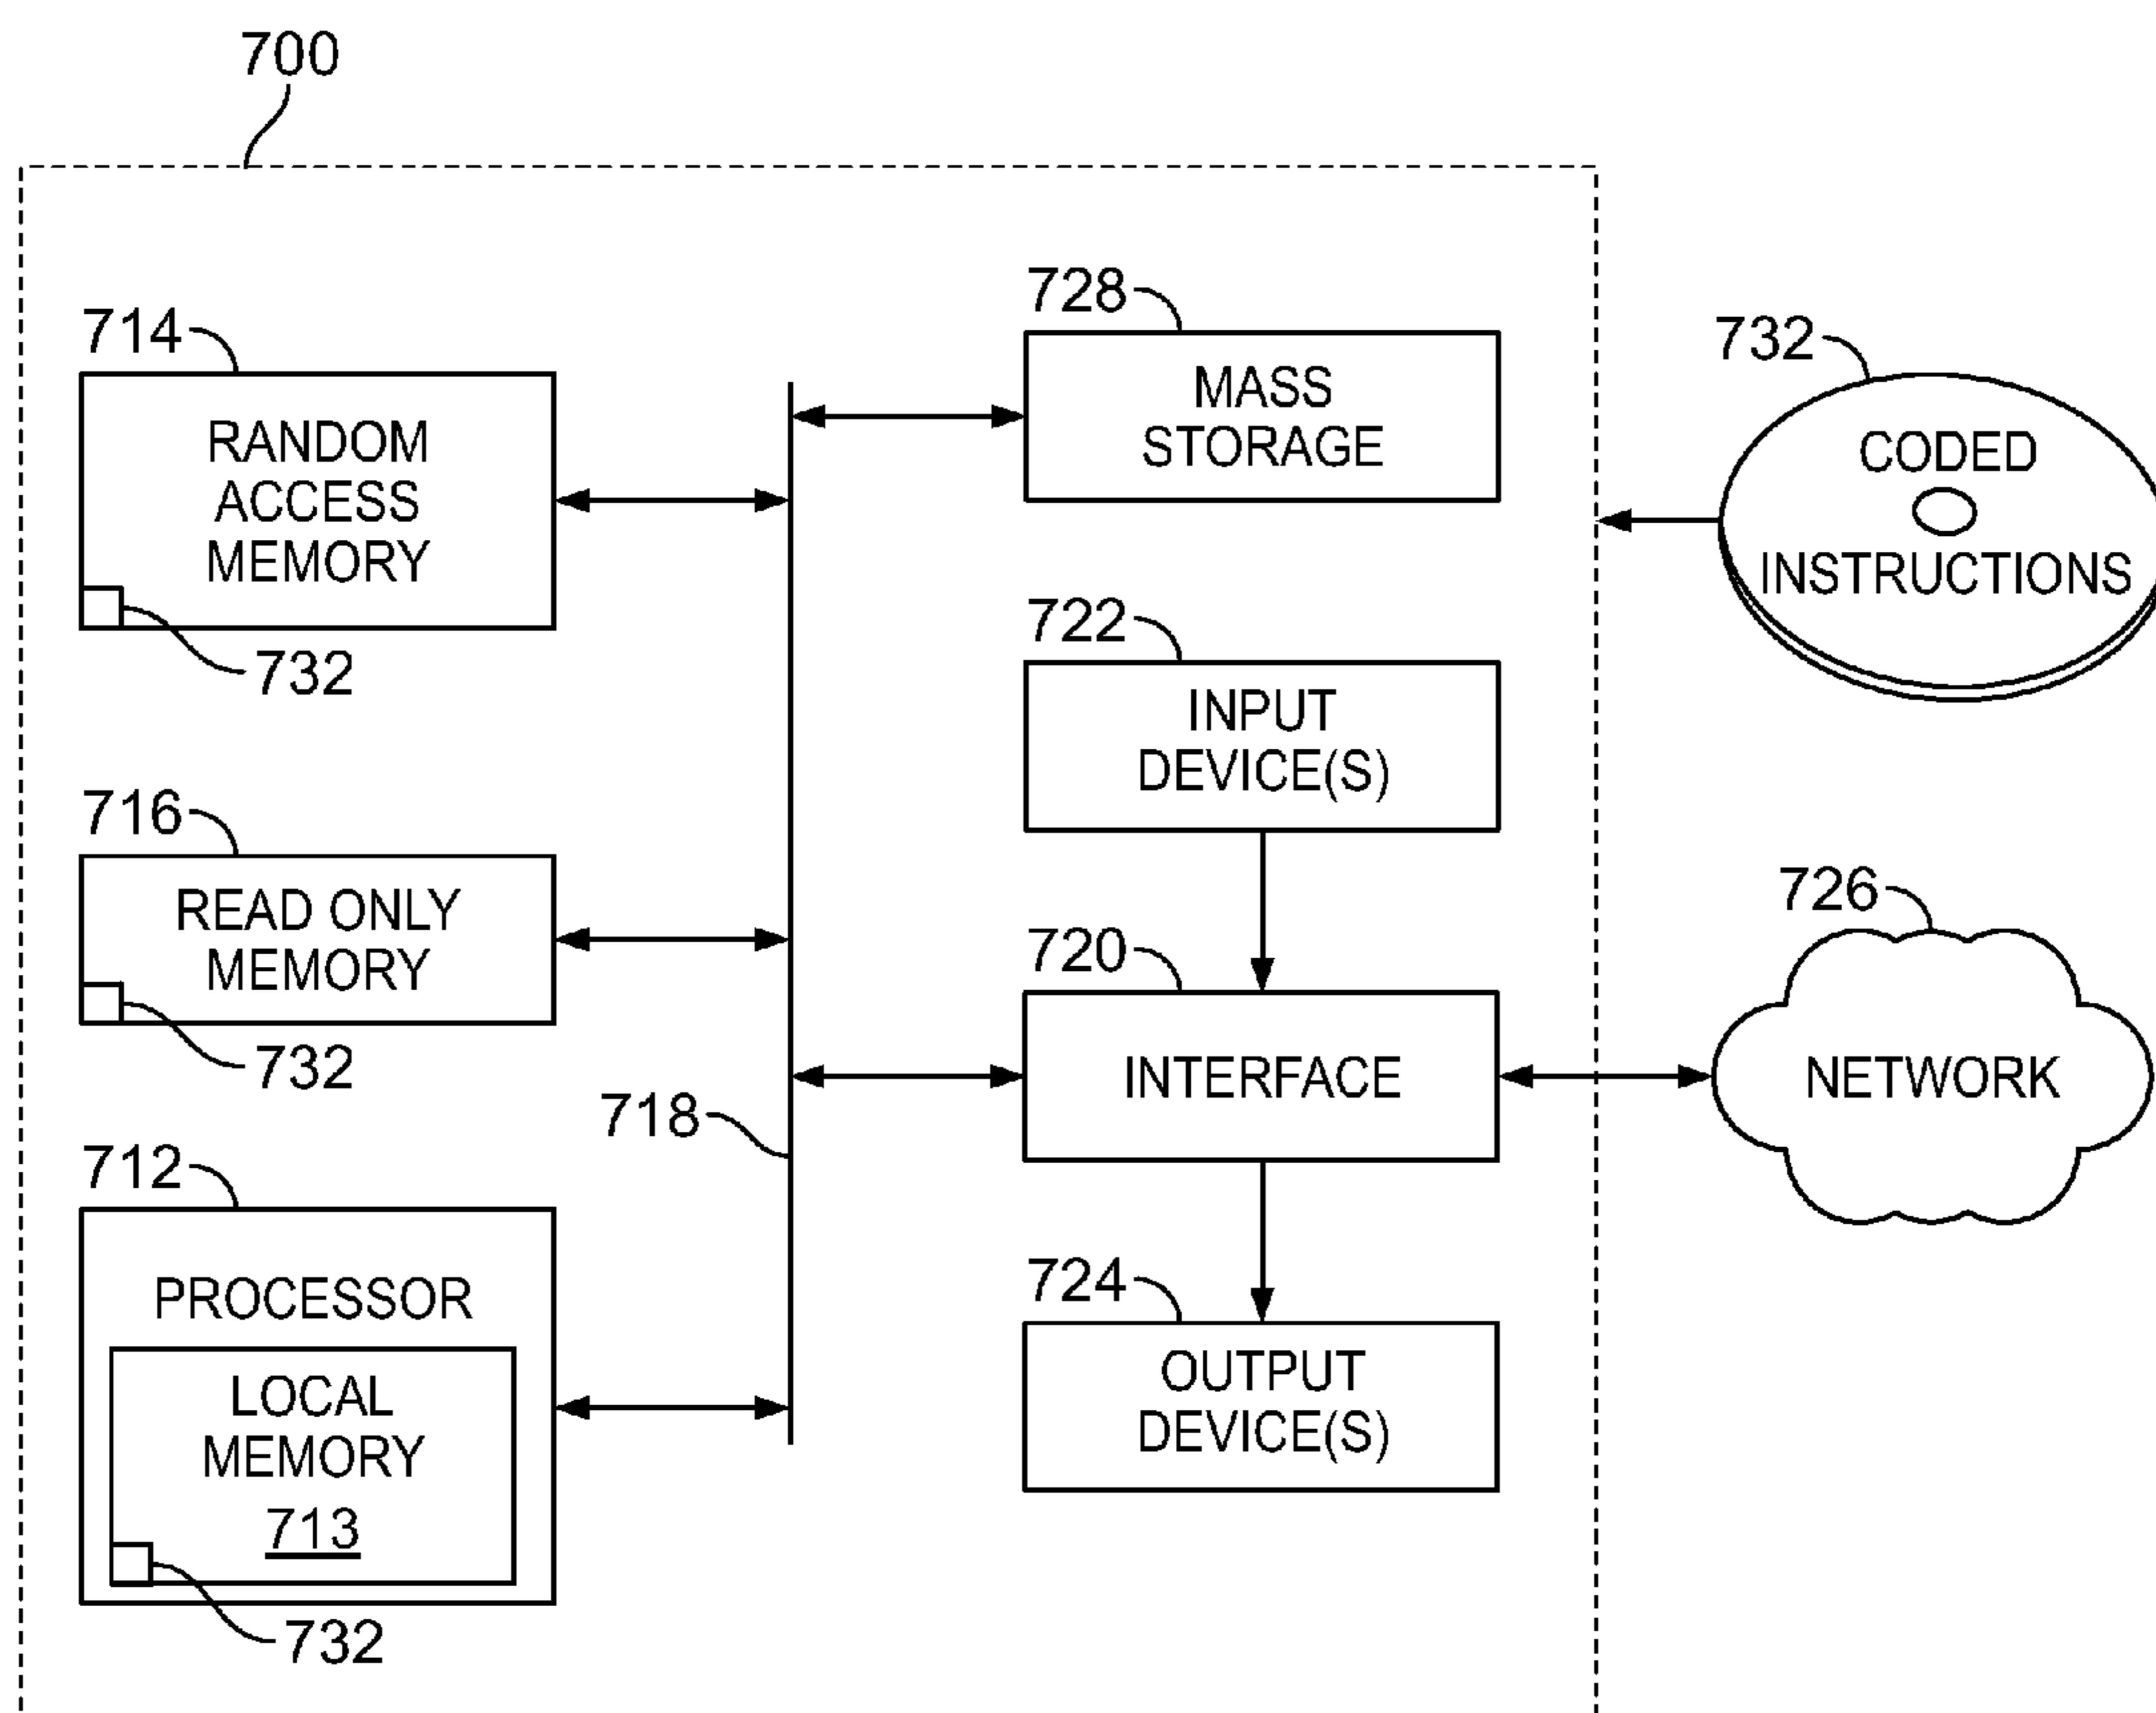 700
714
RANDOM
ACCESS
MEMORY
732
716
READ ONLY
MEMORY
732
718
712
PROCESSOR
LOCAL
MEMORY
713
732
728
MASS
STORAGE
722
INPUT
DEVICE(S)
720
INTERFACE
724
OUTPUT
DEVICE(S)
732
CODED
INSTRUCTIONS
726
NETWORK